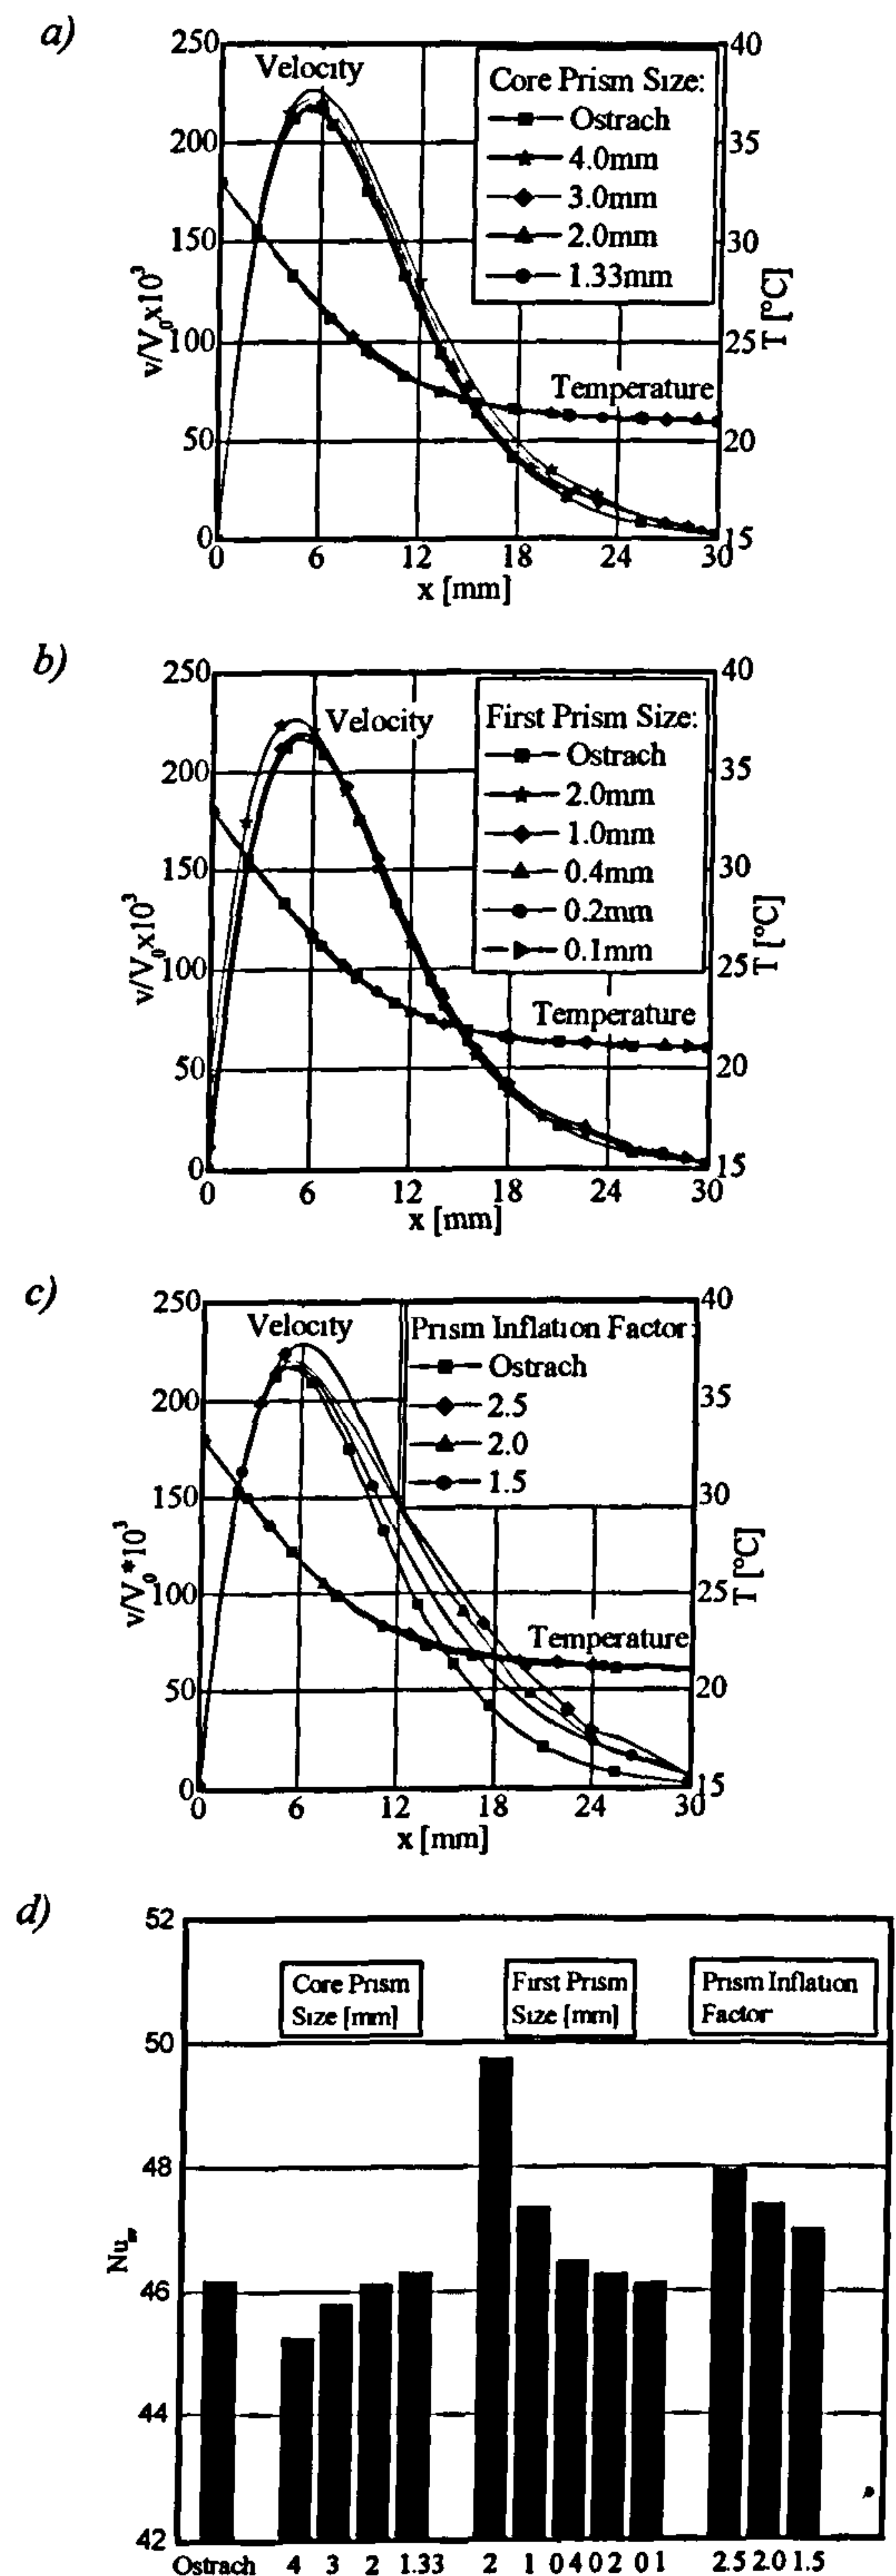 a)
250
200
150
100
50
0
v/V₀x10³
Velocity
Core Prism Size:
Ostrach
4.0mm
3.0mm
2.0mm
1.33mm
Temperature
40
35
30
25
20
15
T [°C]
0 6 12 18 24 30
x [mm]
b)
250
200
150
100
50
0
v/V₀x10³
Velocity
First Prism Size:
Ostrach
2.0mm
1.0mm
0.4mm
0.2mm
0.1mm
Temperature
40
35
30
25
20
15
T [°C]
0 6 12 18 24 30
x [mm]
c)
250
200
150
100
50
0
v/V₀*10³
Velocity
Prism Inflation Factor:
Ostrach
2.5
2.0
1.5
Temperature
40
35
30
25
20
15
T [°C]
0 6 12 18 24 30
x [mm]
d)
52
50
48
46
44
42
Core Prism
Size [mm]
First Prism
Size [mm]
Prism Inflation
Factor
Ostrach 4 3 2 1.33 2 1 0 4 0 2 0 1 2.5 2.0 1.5